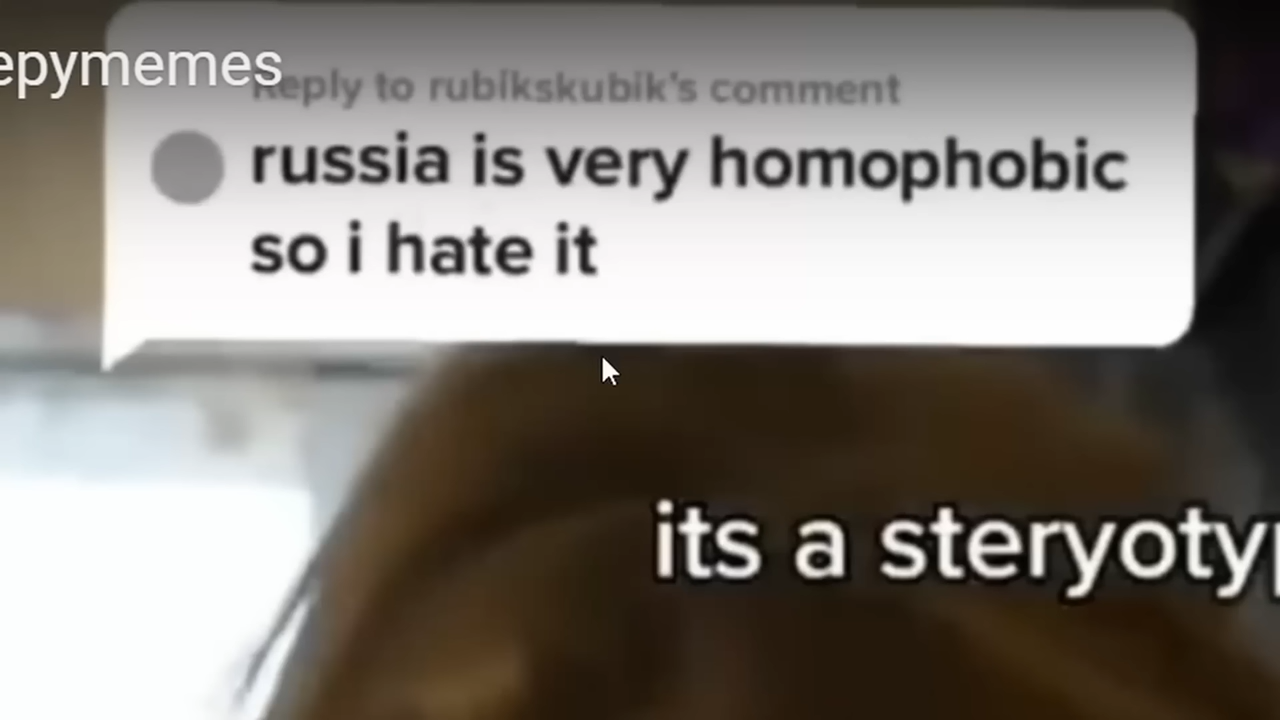 epymemes
Reply to rubikskubik's comment
russia is very homophobic
so i hate it
its a steryotyp